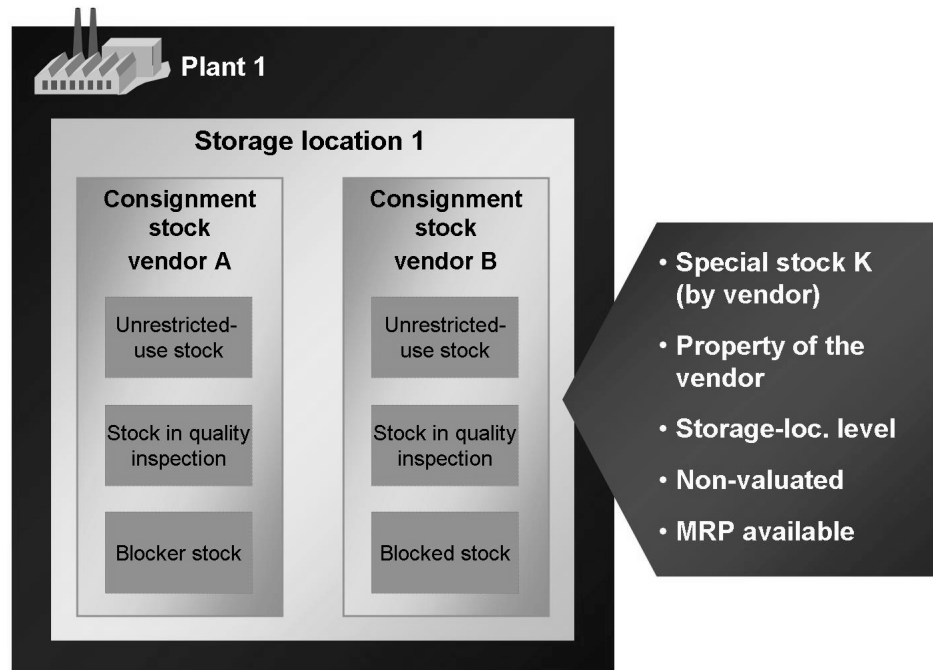 Plant 1
Storage location 1
Consignment
stock
vendor A
Unrestricted-
use stock
Stock in quality
inspection
Blocker stock
Consignment
stock
vendor B
Unrestricted-
use stock
Stock in quality
inspection
Blocked stock
• Special stock K
(by vendor)
• Property of the
vendor
• Storage-loc. level
• Non-valuated
• MRP available